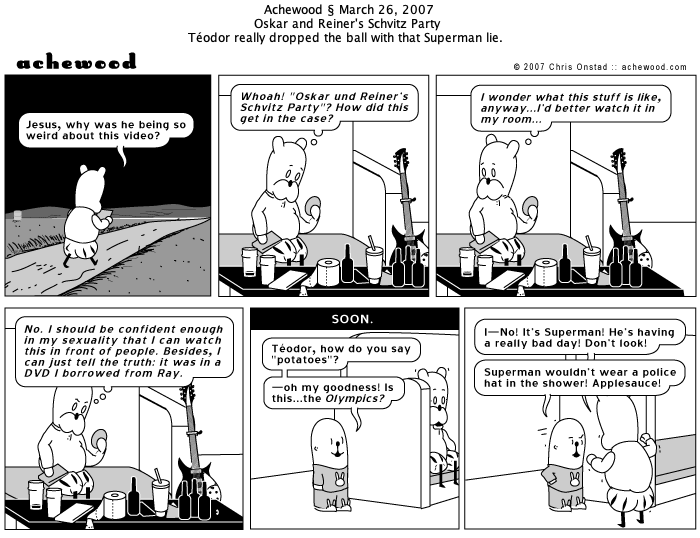 Achewood § March 26, 2007
Oskar and Reiner's Schvitz Party
Téodor really dropped the ball with that Superman lie.
achewood
© 2007 Chris Onstad :: achewood.com
Jesus, why was he being so
weird about this video?
Whoah! "Oskar und Reiner's
Schvitz Party"? How did this
get in the case?
I wonder what this stuff is like,
anyway...I'd better watch it in
my room...
No. I should be confident enough
in my sexuality that I can watch
this in front of people. Besides, I
can just tell the truth: it was in a
DVD I borrowed from Ray.
SOON.
Téodor, how do you say
"potatoes"?
—oh my goodness! Is
this...the Olympics?
I—No! It's Superman! He's having
a really bad day! Don't look!
Superman wouldn't wear a police
hat in the shower! Applesauce!